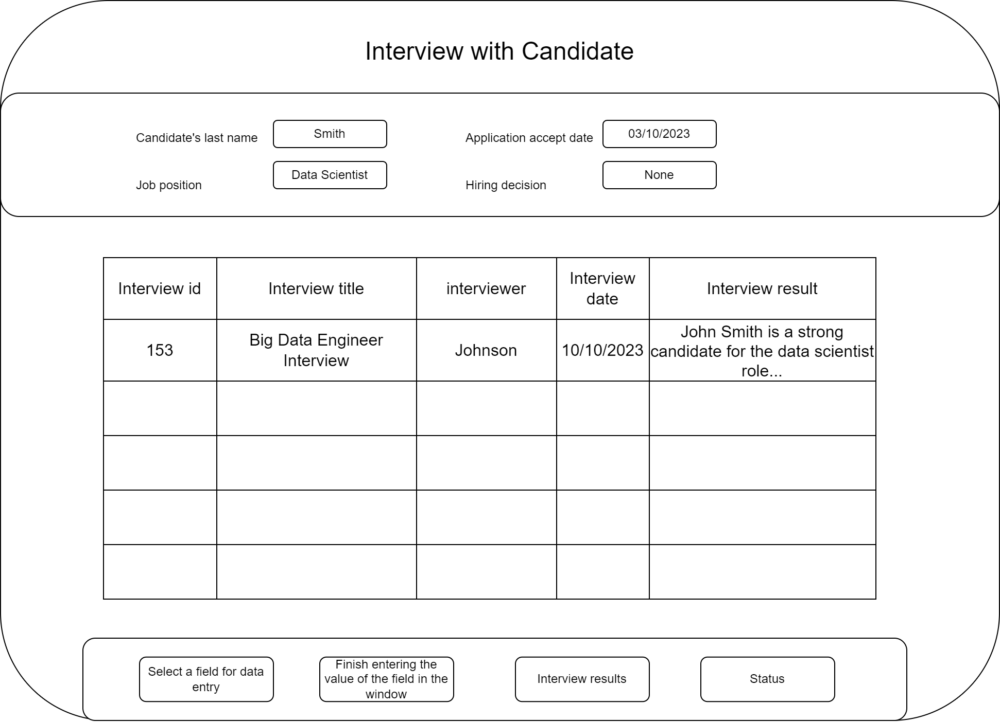 Interview with Candidate
Candidate's last name
Smith
Application accept date
03/10/2023
Job position
Data Scientist
Hiring decision
None
Interview id
Interview title
interviewer
Interview
date
Interview result
153
Big Data Engineer
Interview
Johnson
10/10/2023
John Smith is a strong
candidate for the data scientist
role...
Select a field for data
entry
Finish entering the
value of the field in the
window
Interview results
Status